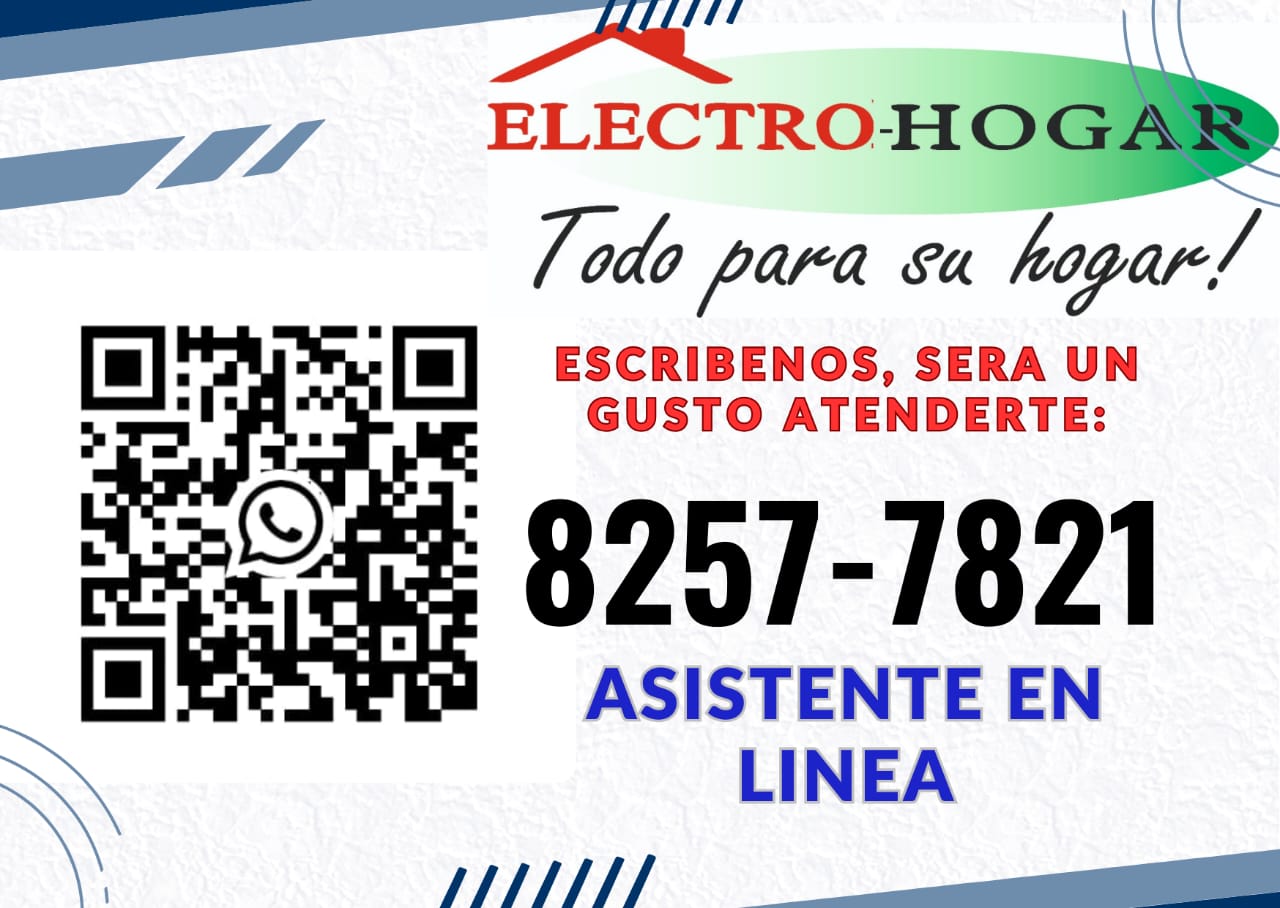 ELECTRO-HOGAR
Todo para su hogar!
ESCRIBENOS, SERA UN
GUSTO ATENDERTE:
8257-7821
ASISTENTE EN
LINEA